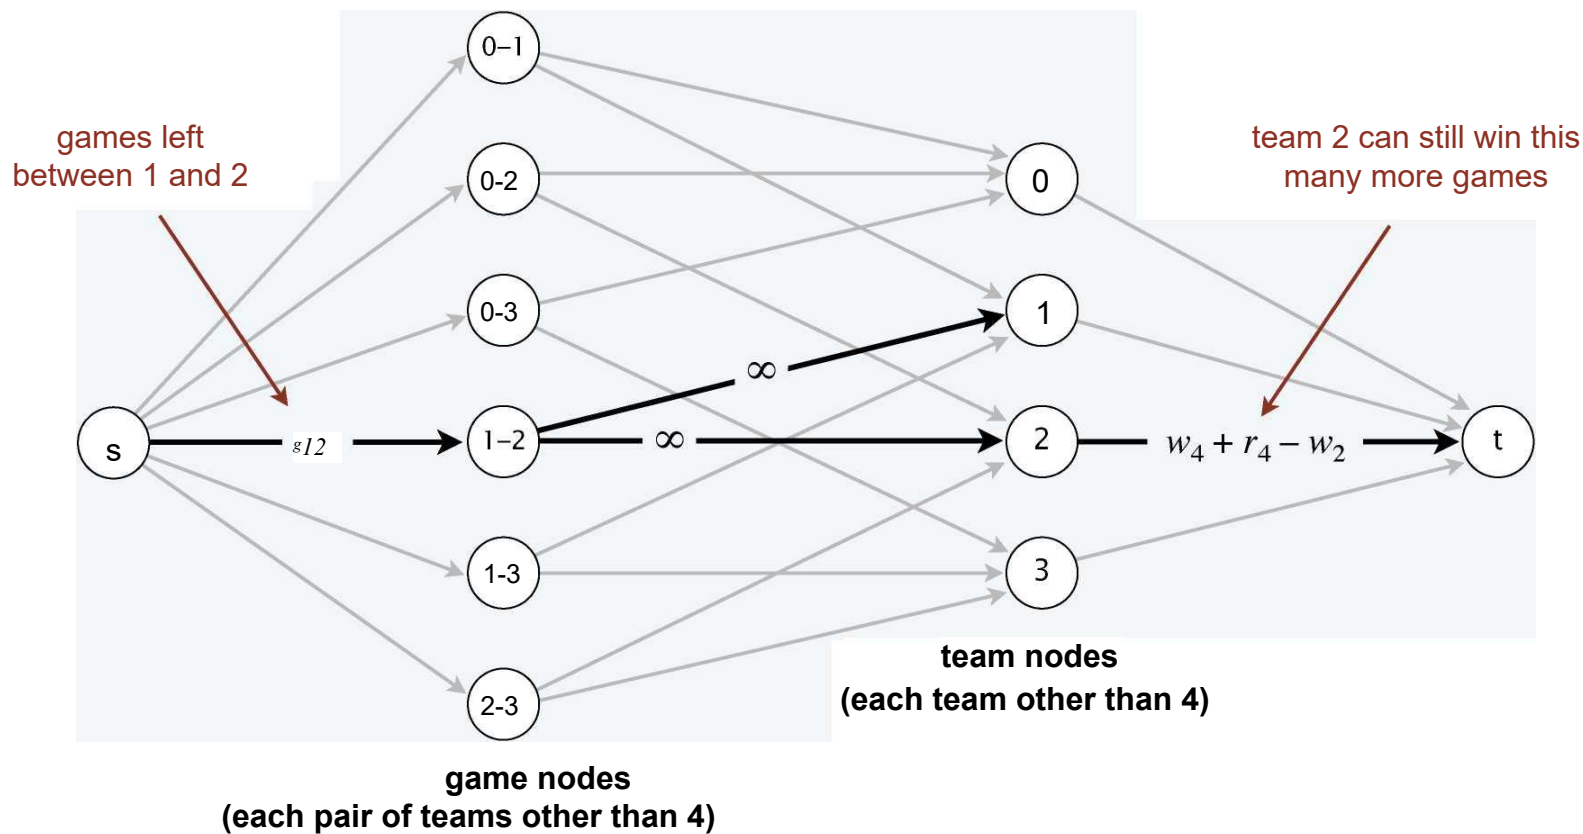 0–1
games left
between 1 and 2
team 2 can still win this
many more games
0-2
0
0-3
1
∞
s
g12
1–2
∞
2
w₄ + r₄ − w₂
t
1-3
3
2-3
team nodes
(each team other than 4)
game nodes
(each pair of teams other than 4)